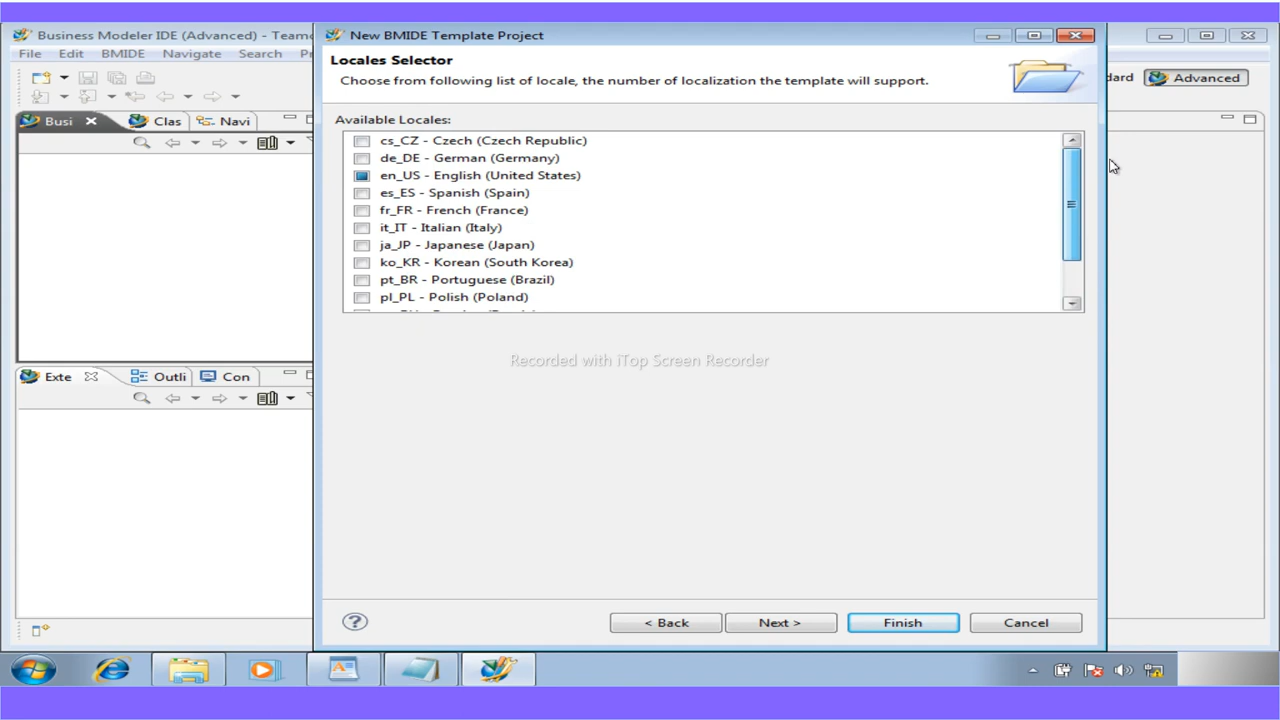 Business Modeler IDE (Advanced) - Teamc
New BMIDE Template Project
File Edit BMIDE Navigate Search Pr
Locales Selector
Choose from following list of locale, the number of localization the template will support.
dard Advanced
Busi Clas Navi
Available Locales:
cs_CZ - Czech (Czech Republic)
de_DE - German (Germany)
en_US - English (United States)
es_ES - Spanish (Spain)
fr_FR - French (France)
it_IT - Italian (Italy)
ja_JP - Japanese (Japan)
ko_KR - Korean (South Korea)
pt_BR - Portuguese (Brazil)
pl_PL - Polish (Poland)
Recorded with iTop Screen Recorder
Exte Outli Con
< Back Next > Finish Cancel